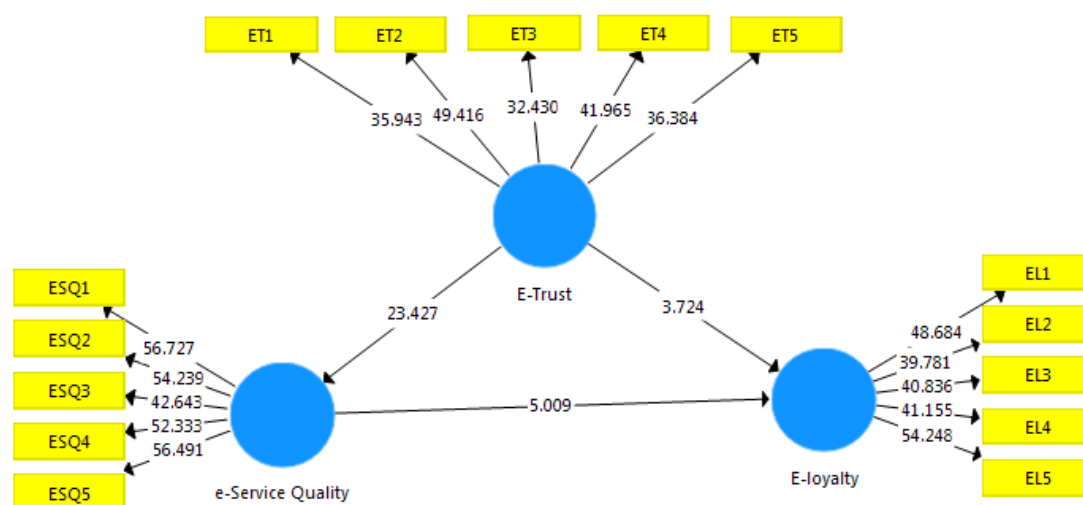 ET1
ET2
ET3
ET4
ET5
35.943
49.416
32.430
41.965
36.384
E-Trust
23.427
3.724
ESQ1
ESQ2
ESQ3
ESQ4
ESQ5
56.727
54.239
42.643
52.333
56.491
e-Service Quality
5.009
EL1
EL2
EL3
EL4
EL5
48.684
39.781
40.836
41.155
54.248
E-loyalty